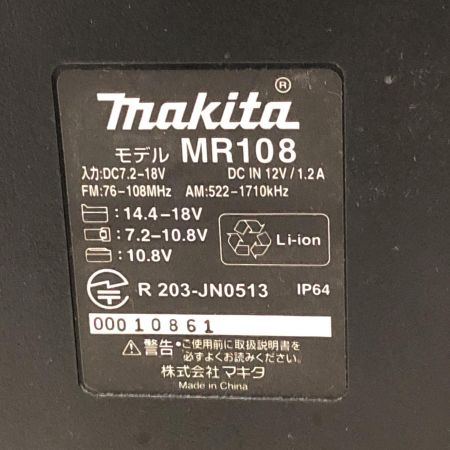 makita®
モデル MR108
入力:DC7.2-18V DC IN 12V/1.2A
FM:76-108MHz AM:522-1710kHz
:14.4-18V
:7.2-10.8V
:10.8V
Li-ion
R 203-JN0513 IP64
00010861
警告・ご使用前に取扱説明書を
必ずよくお読みください。
株式会社マキタ
Made in China